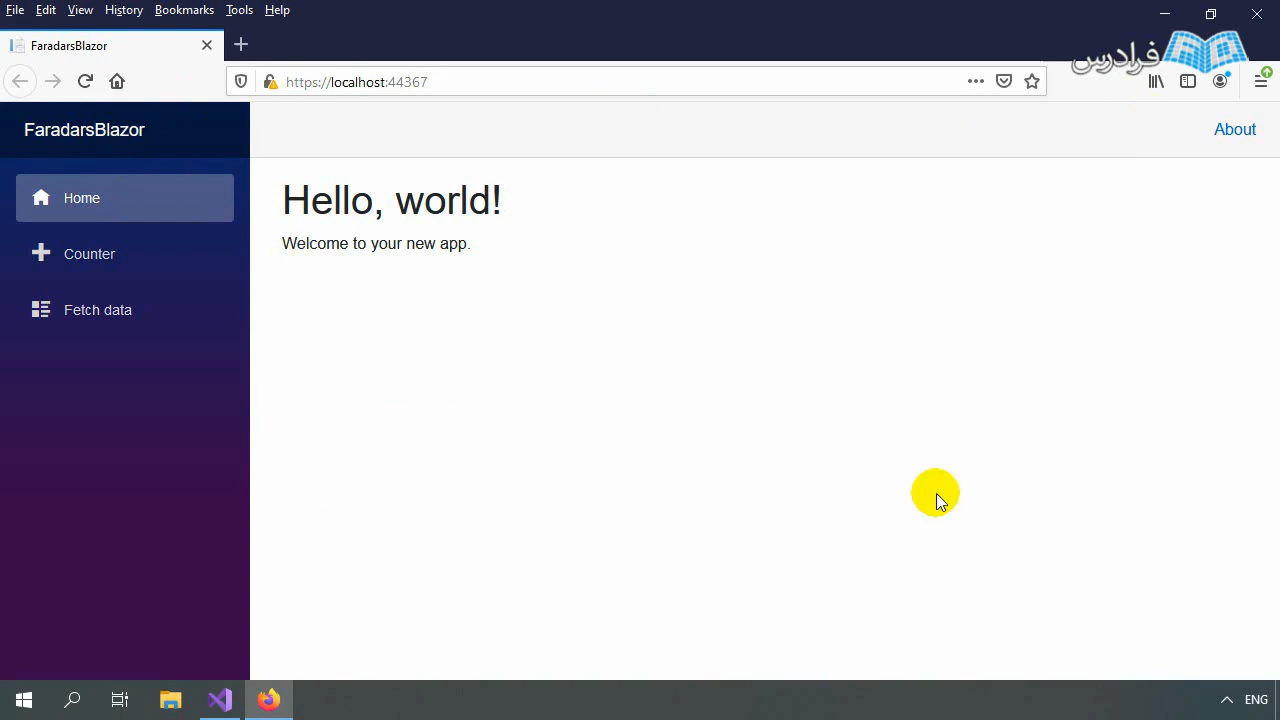 File Edit View History Bookmarks Tools Help
FaradarsBlazor
فرادرس
https://localhost:44367
FaradarsBlazor
About
Home
Hello, world!
Welcome to your new app.
Counter
Fetch data
ENG